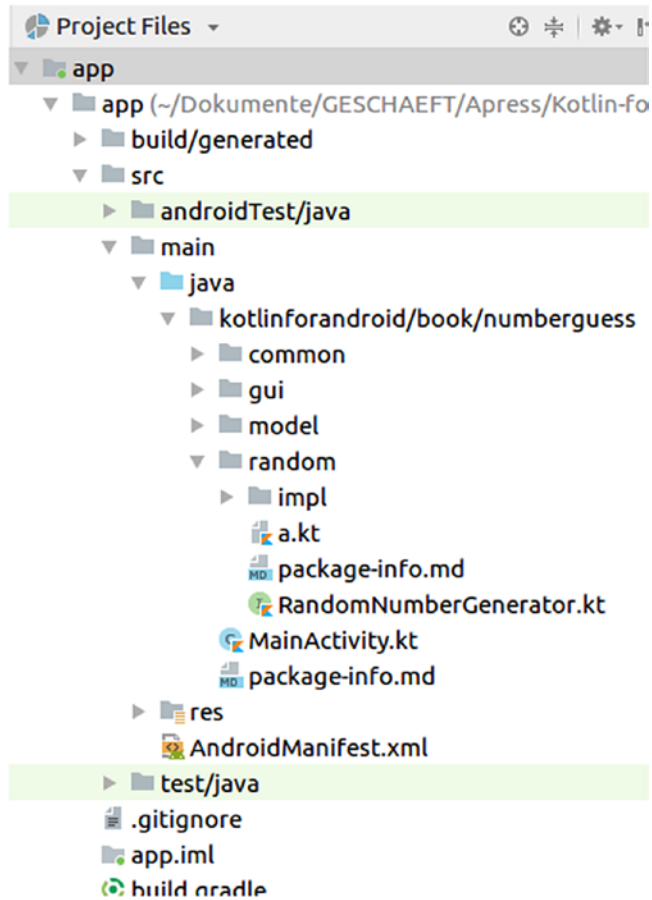 Project Files
app
app (~/Dokumente/GESCHAEFT/Apress/Kotlin-fo
build/generated
src
androidTest/java
main
java
kotlinforandroid/book/numberguess
common
gui
model
random
impl
a.kt
MD package-info.md
RandomNumberGenerator.kt
MainActivity.kt
MD package-info.md
res
AndroidManifest.xml
test/java
.gitignore
app.iml
build.gradle